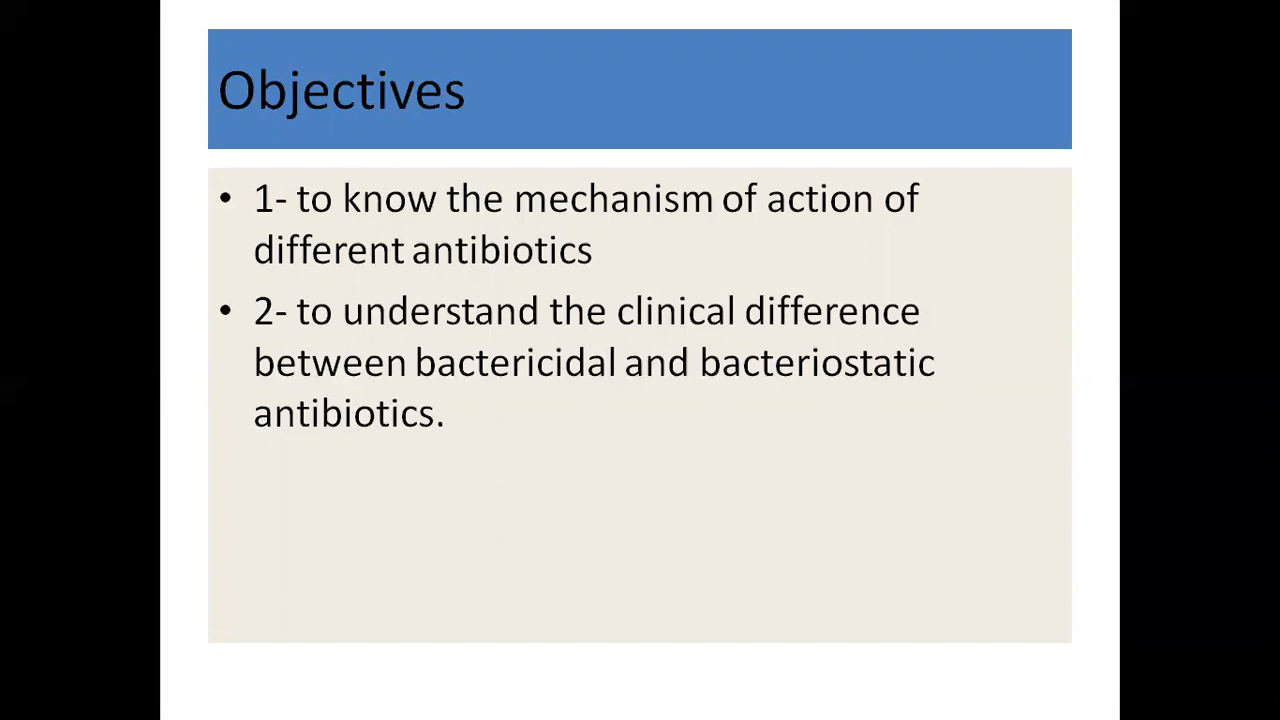 Objectives
• 1- to know the mechanism of action of
different antibiotics
• 2- to understand the clinical difference
between bactericidal and bacteriostatic
antibiotics.